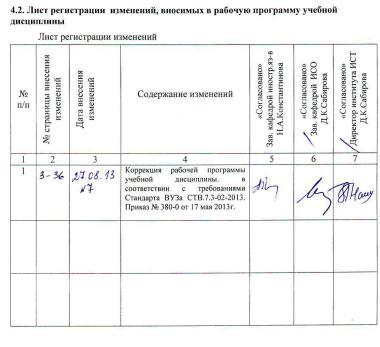 4.2. Лист регистрации изменений, вносимых в рабочую программу учебной
дисциплины
Лист регистрации изменений
№
п/п
№ страницы внесения
изменений
Дата внесения
изменений
Содержание изменений
«Согласовано»
Зав. кафедрой иностр.яз-в
Н.А.Константинова
«Согласовано»
Зав. кафедрой ИСО
Д.К.Сабирова
«Согласовано»
Директор института ИСТ
Д.К.Сабирова
1 2 3 4 5 6 7
1
3-36
27.08.13
№7
Коррекция рабочей программы
учебной дисциплины. в
соответствии с требованиями
Стандарта ВУЗа СТВ.7.3-02-2013.
Приказ № 380-0 от 17 мая 2013г.